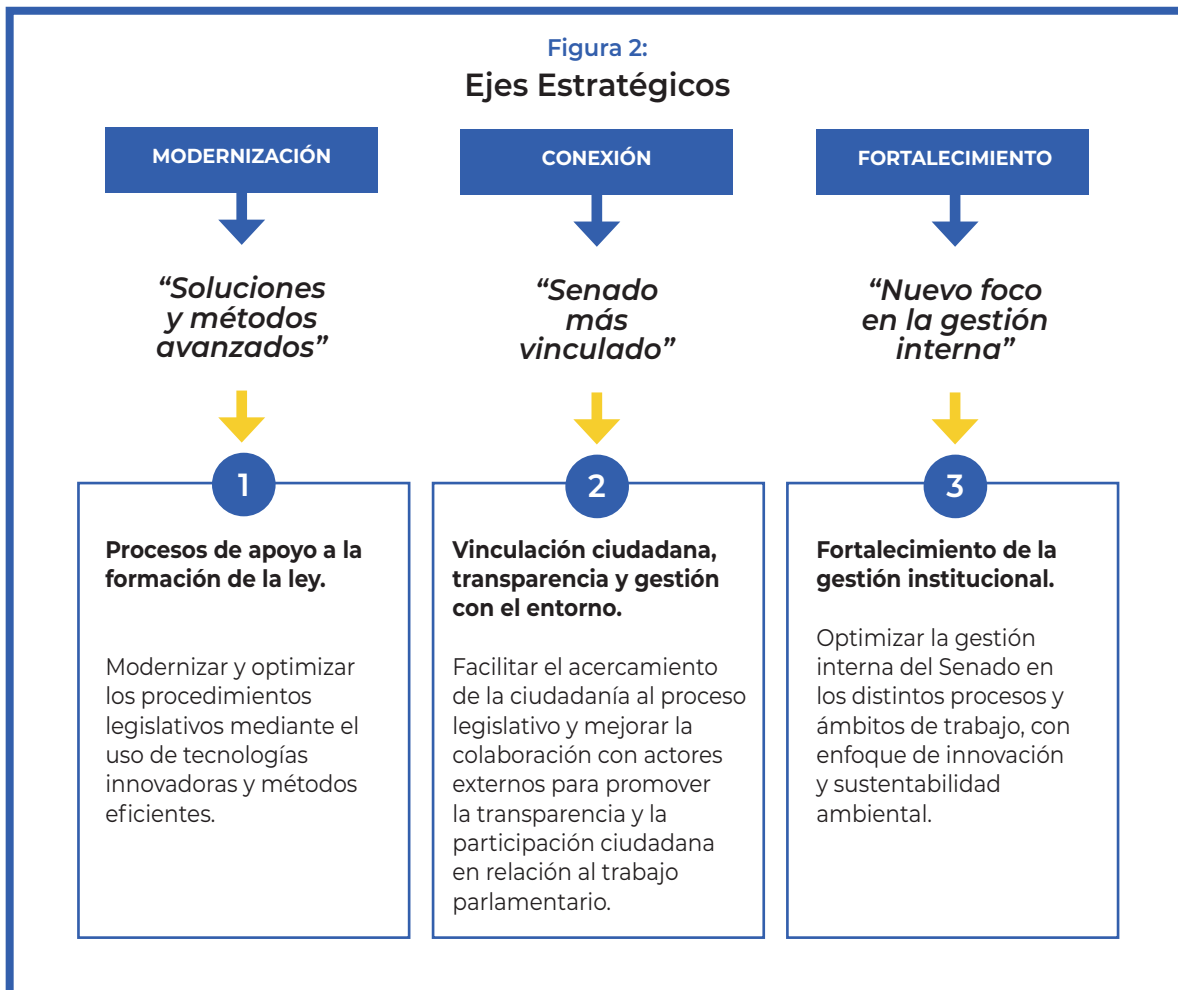 Figura 2:
Ejes Estratégicos
MODERNIZACIÓN
“Soluciones
y métodos
avanzados”
1
Procesos de apoyo a la
formación de la ley.
Modernizar y optimizar
los procedimientos
legislativos mediante el
uso de tecnologías
innovadoras y métodos
eficientes.
CONEXIÓN
“Senado
más
vinculado”
2
Vinculación ciudadana,
transparencia y gestión
con el entorno.
Facilitar el acercamiento
de la ciudadanía al proceso
legislativo y mejorar la
colaboración con actores
externos para promover
la transparencia y la
participación ciudadana
en relación al trabajo
parlamentario.
FORTALECIMIENTO
“Nuevo foco
en la gestión
interna”
3
Fortalecimiento de la
gestión institucional.
Optimizar la gestión
interna del Senado en
los distintos procesos y
ámbitos de trabajo, con
enfoque de innovación
y sustentabilidad
ambiental.